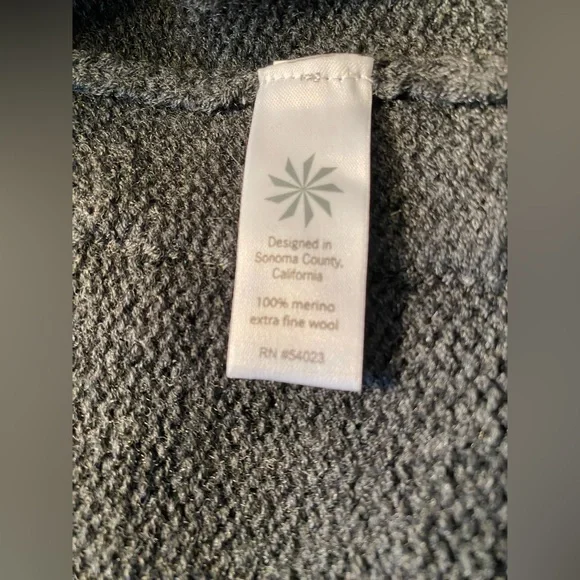 Designed in
Sonoma County,
California
100% merino
extra fine wool
RN #54023